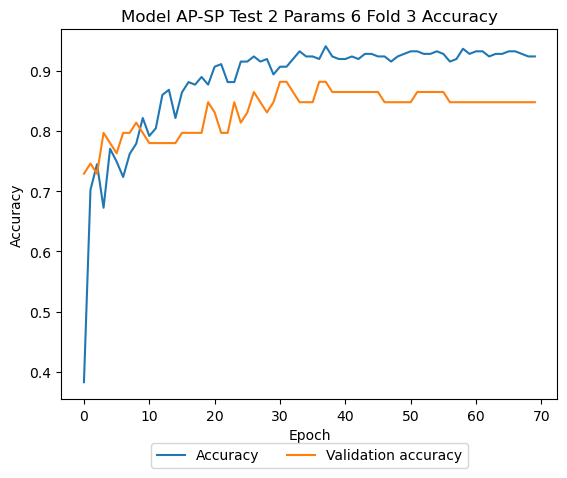 Model AP-SP Test 2 Params 6 Fold 3 Accuracy
Accuracy
0.9
0.8
0.7
0.6
0.5
0.4
0 10 20 30 40 50 60 70
Epoch
Accuracy Validation accuracy